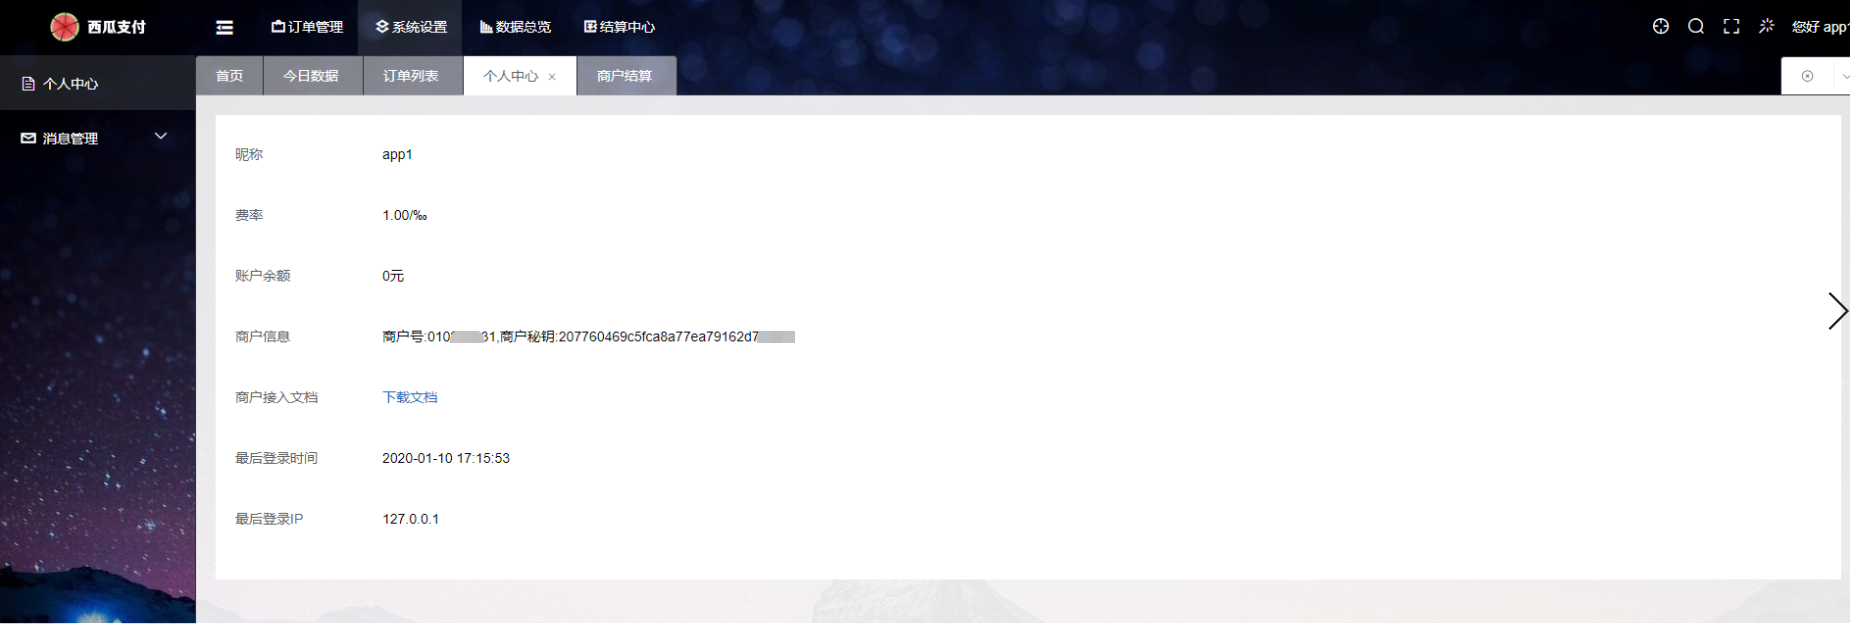 西瓜支付
订单管理
系统设置
数据总览
结算中心
您好 app1
首页
今日数据
订单列表
个人中心 ×
商户结算
个人中心
消息管理
昵称 app1
费率 1.00/‰
账户余额 0元
商户信息 商户号:010 31,商户秘钥:207760469c5fca8a77ea79162d7
商户接入文档 下载文档
最后登录时间 2020-01-10 17:15:53
最后登录IP 127.0.0.1